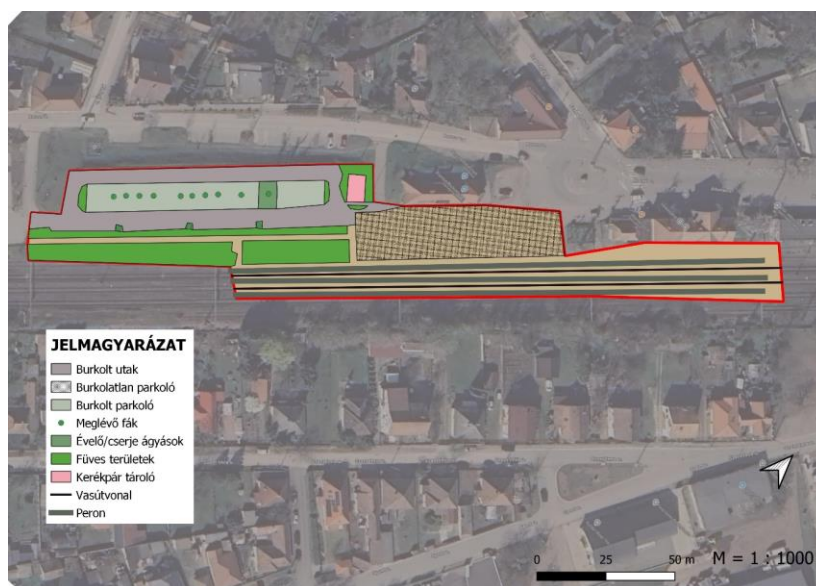 JELMAGYARÁZAT
Burkolt utak
Burkolatlan parkoló
Burkolt parkoló
Meglévő fák
Évelő/cserje ágyások
Füves területek
Kerékpár tároló
Vasútvonal
Peron
0 25 50 m M = 1 : 1000